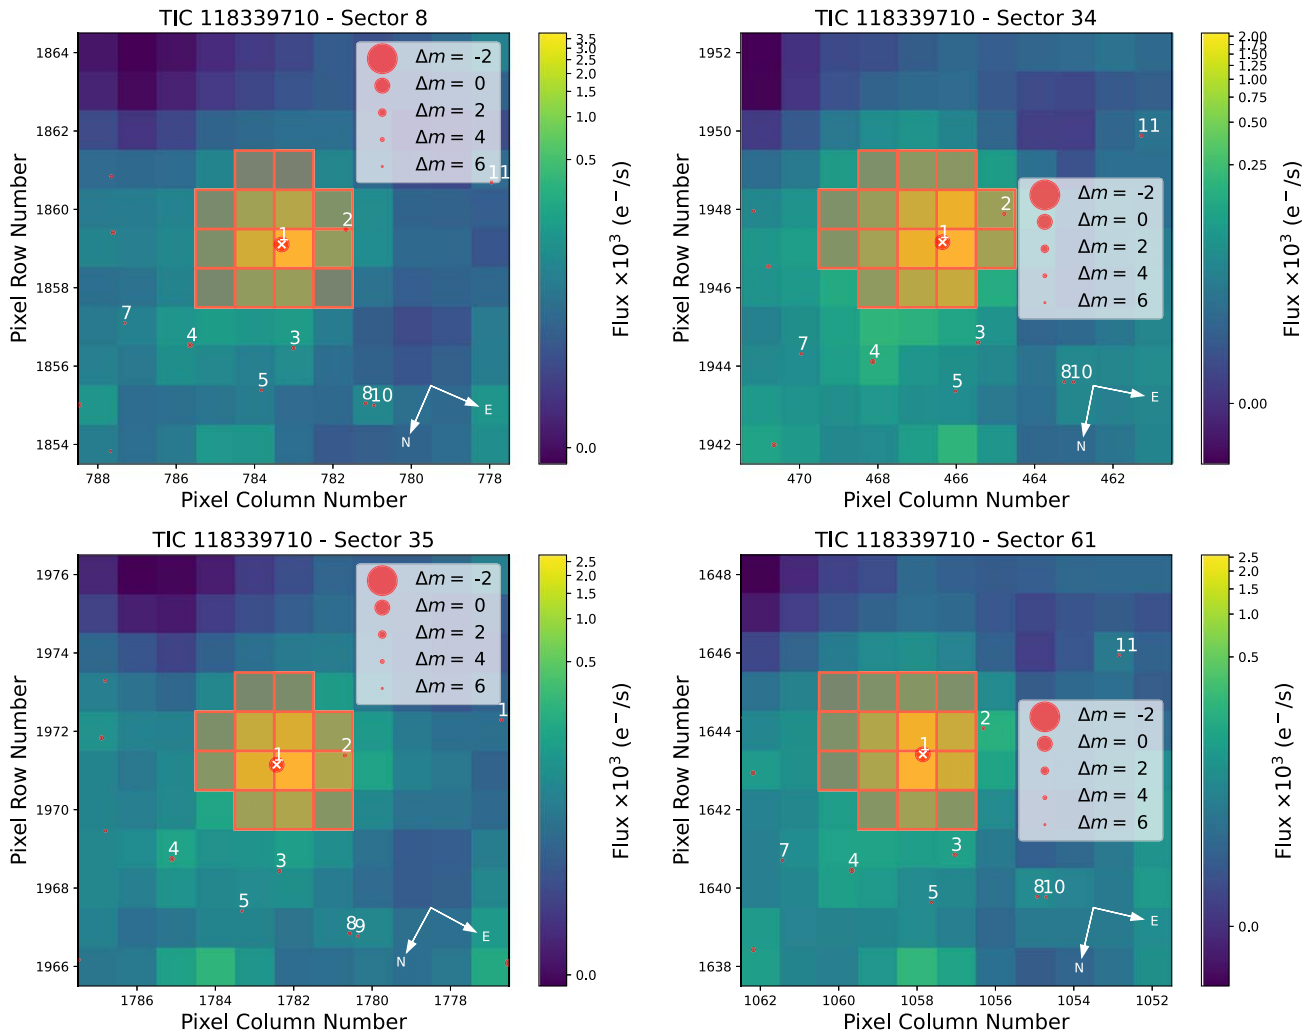 TIC 118339710 - Sector 8
Pixel Row Number
1864
1862
1860
1858
1856
1854
788
786
784
782
780
778
Pixel Column Number
Δm = -2
Δm = 0
Δm = 2
Δm = 4
Δm = 6
1
2
3
4
5
7
8
10
11
N
E
3.5
3.0
2.5
2.0
1.5
1.0
0.5
0.0
Flux ×10³ (e⁻/s)
TIC 118339710 - Sector 34
Pixel Row Number
1952
1950
1948
1946
1944
1942
470
468
466
464
462
Pixel Column Number
Δm = -2
Δm = 0
Δm = 2
Δm = 4
Δm = 6
1
2
3
4
5
7
8
10
11
N
E
2.00
1.75
1.50
1.25
1.00
0.75
0.50
0.25
0.00
Flux ×10³ (e⁻/s)
TIC 118339710 - Sector 35
Pixel Row Number
1976
1974
1972
1970
1968
1966
1786
1784
1782
1780
1778
Pixel Column Number
Δm = -2
Δm = 0
Δm = 2
Δm = 4
Δm = 6
1
2
3
4
5
8
9
1
N
E
2.5
2.0
1.5
1.0
0.5
0.0
Flux ×10³ (e⁻/s)
TIC 118339710 - Sector 61
Pixel Row Number
1648
1646
1644
1642
1640
1638
1062
1060
1058
1056
1054
1052
Pixel Column Number
Δm = -2
Δm = 0
Δm = 2
Δm = 4
Δm = 6
1
2
3
4
5
7
8
10
11
N
E
2.5
2.0
1.5
1.0
0.5
0.0
Flux ×10³ (e⁻/s)